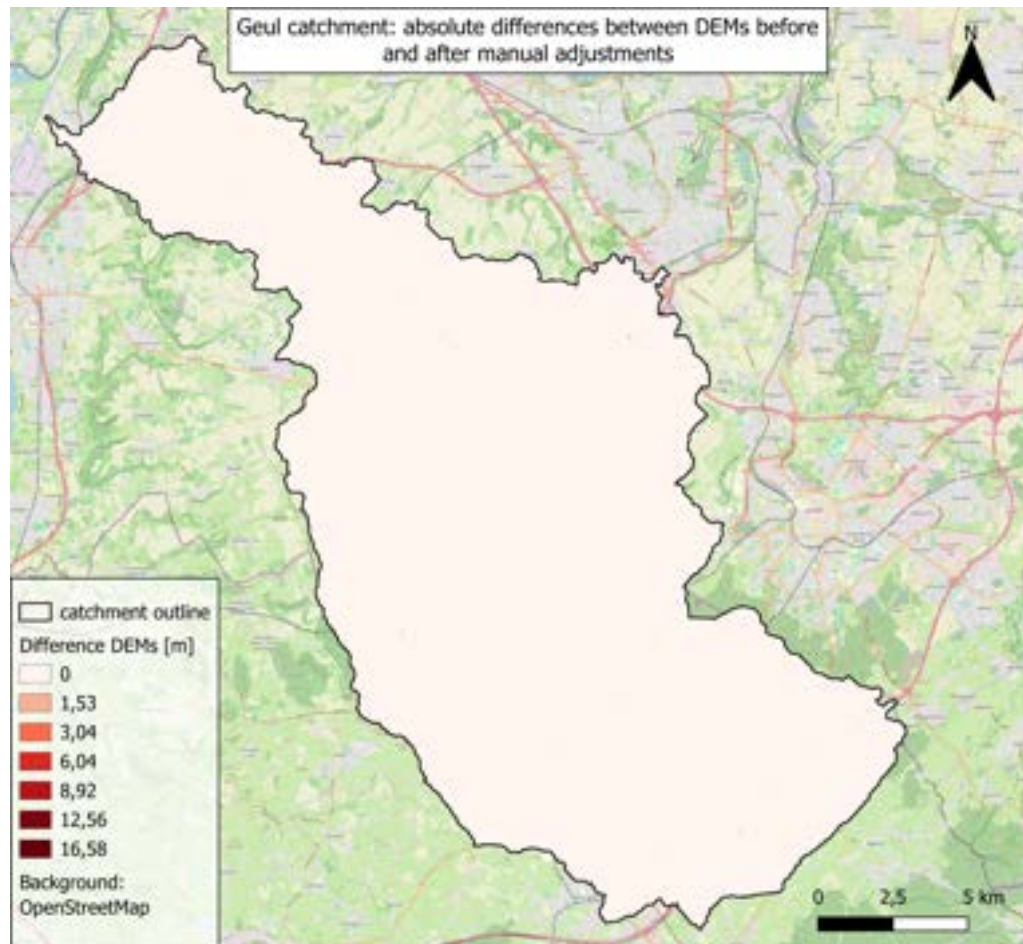 Geul catchment: absolute differences between DEMs before
and after manual adjustments
N
catchment outline
Difference DEMs [m]
0
1,53
3,04
6,04
8,92
12,56
16,58
Background:
OpenStreetMap
0 2,5 5 km